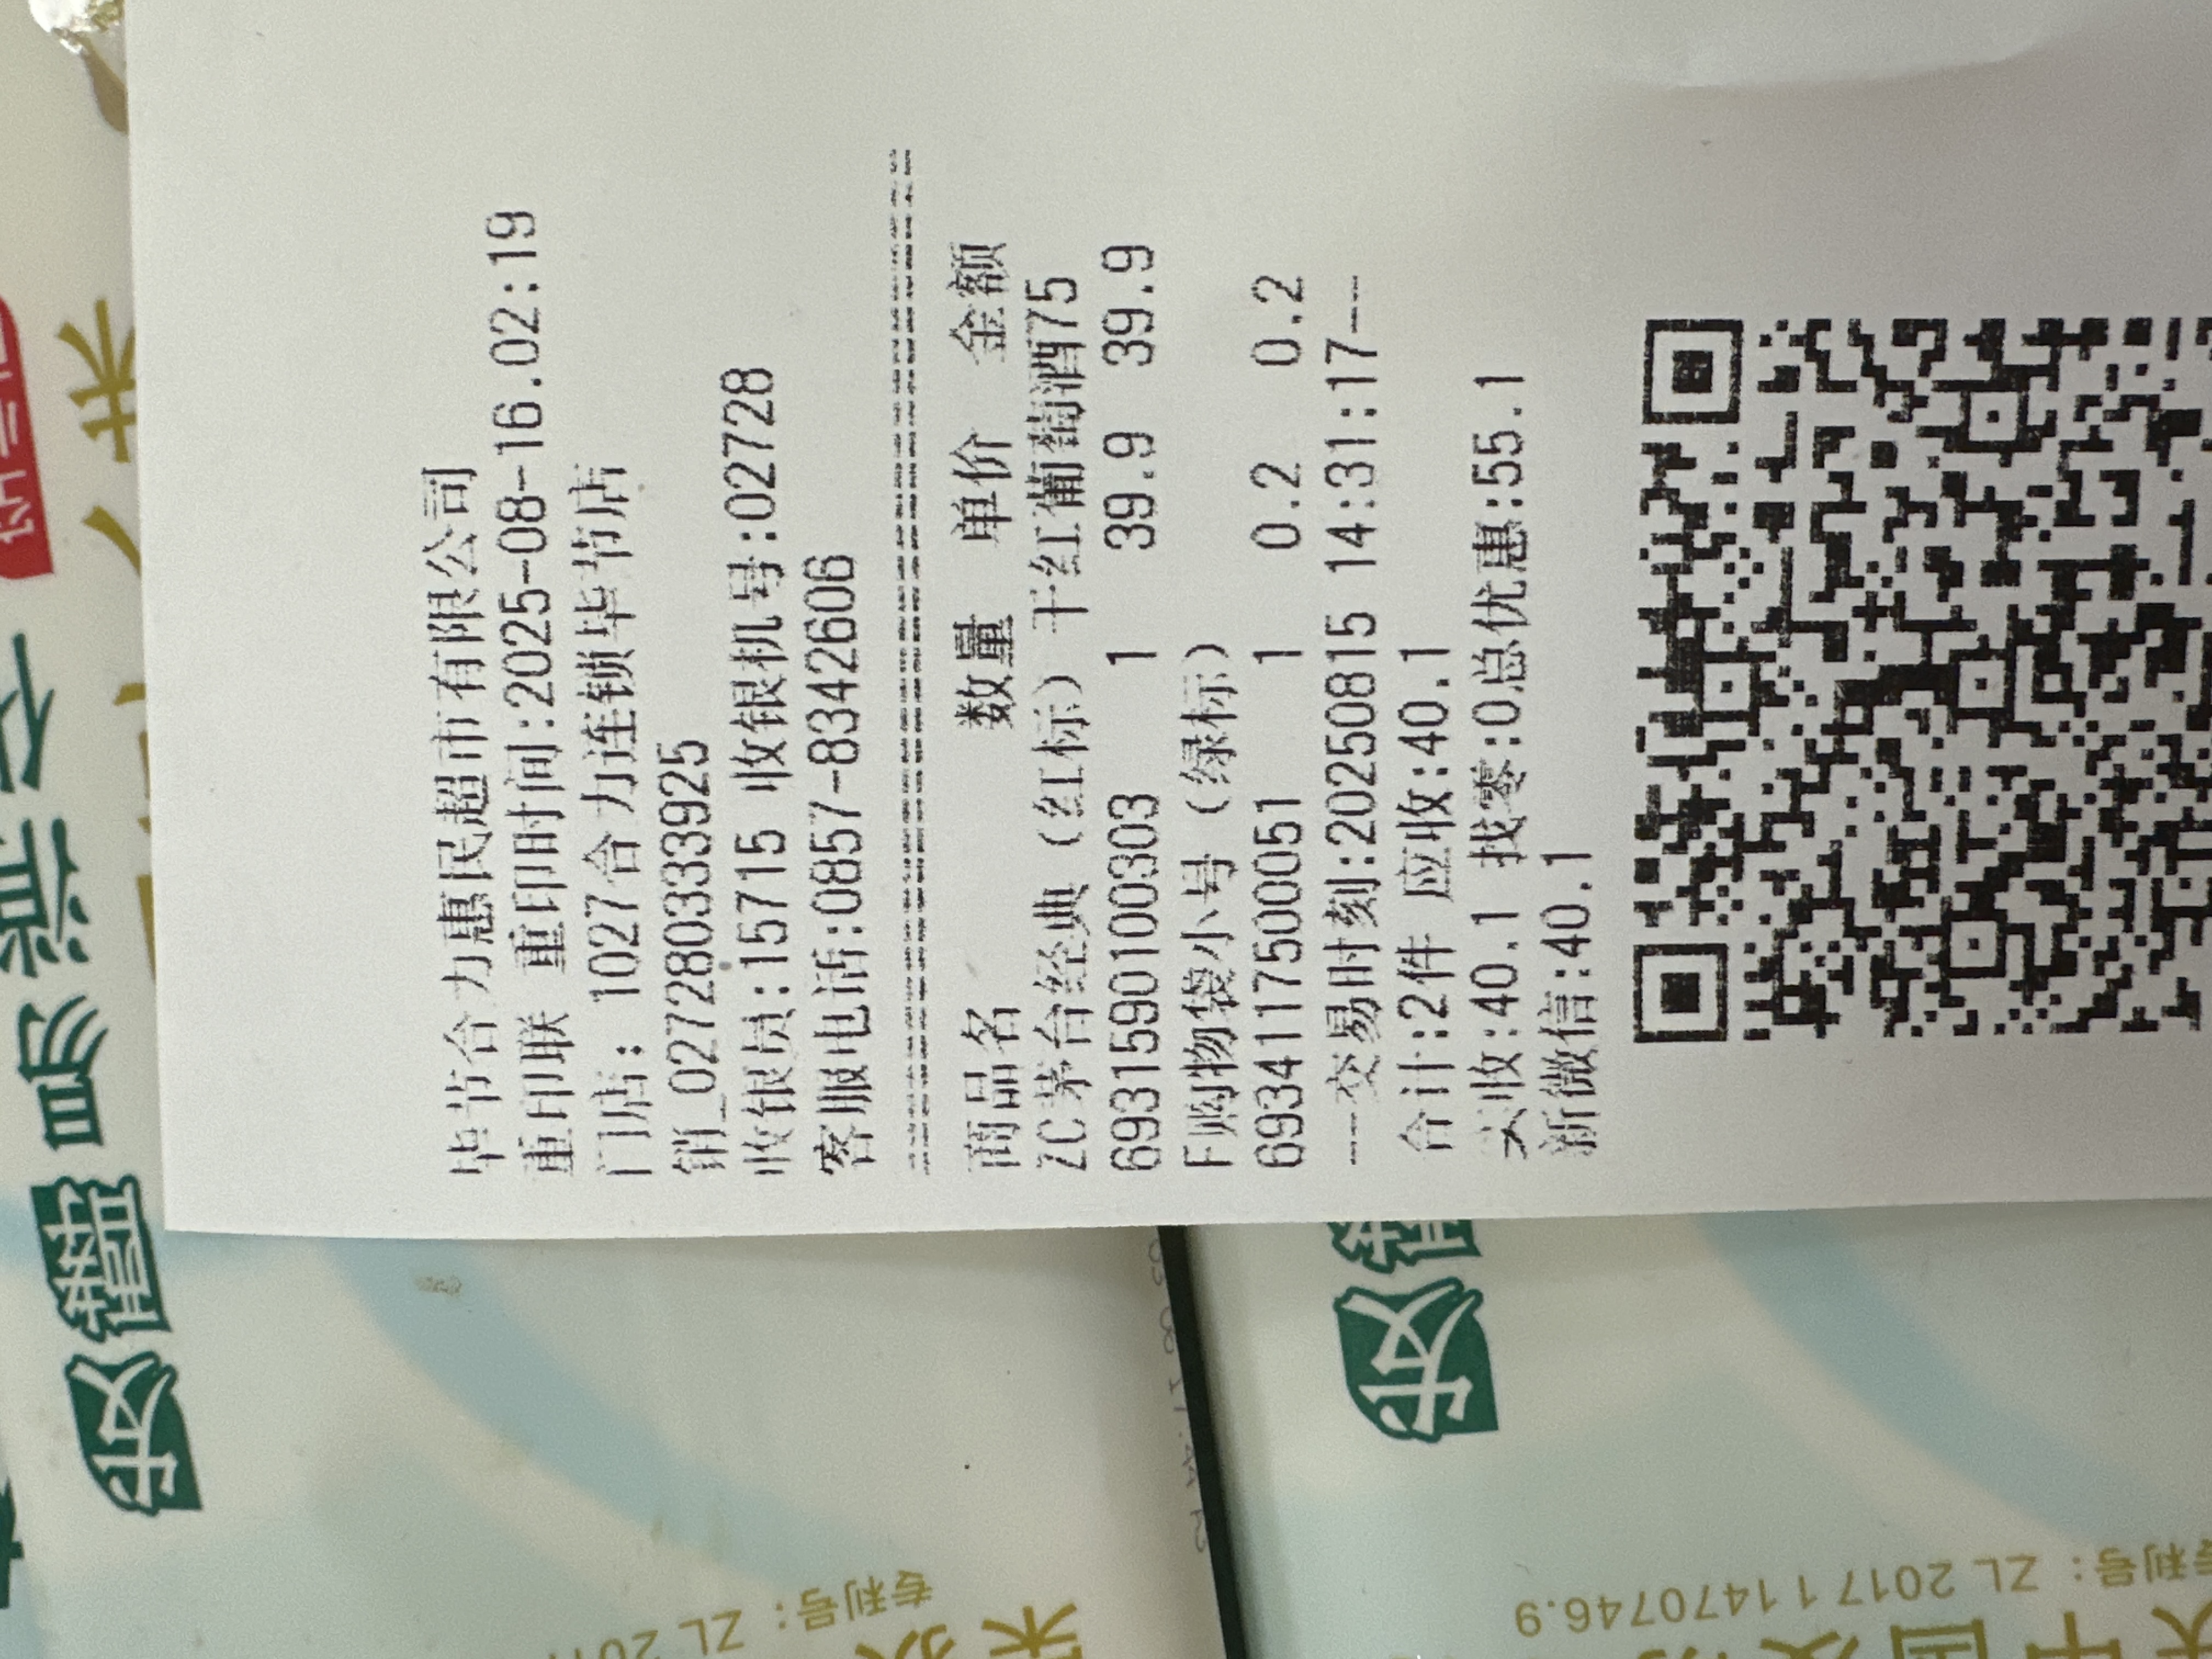 毕节合力惠民超市有限公司
重印联 重印时间:2025-08-16.02:19
门店: 1027合力连锁毕节店
销_027280333925
收银员:15715 收银机号:02728
客服电话:0857-8342606
商品名 数量 单价 金额
ZC茅台经典(红标)干红葡萄酒75
6931590100303 1 39.9 39.9
F购物袋小号(绿标)
6934117500051 1 0.2 0.2
---交易时刻:20250815 14:31:17--
合计:2件 应收:40.1
实收:40.1 找零:0总优惠:55.1
新微信:40.1
专利号:ZL 201
专利号:ZL 2017 1 1470746.9